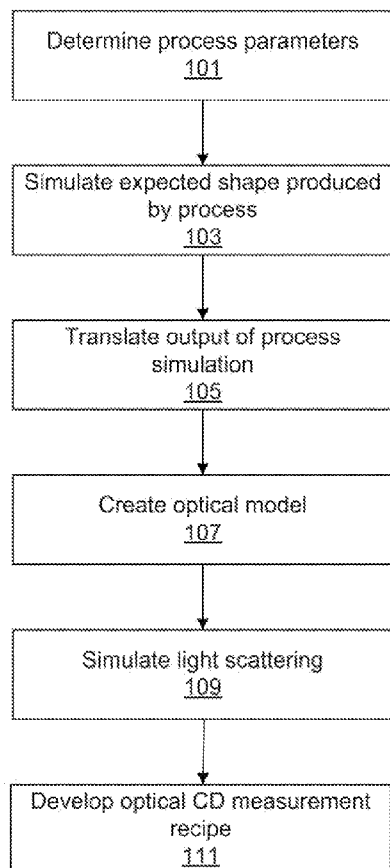 Determine process parameters
101
Simulate expected shape produced
by process
103
Translate output of process
simulation
105
Create optical model
107
Simulate light scattering
109
Develop optical CD measurement
recipe
111